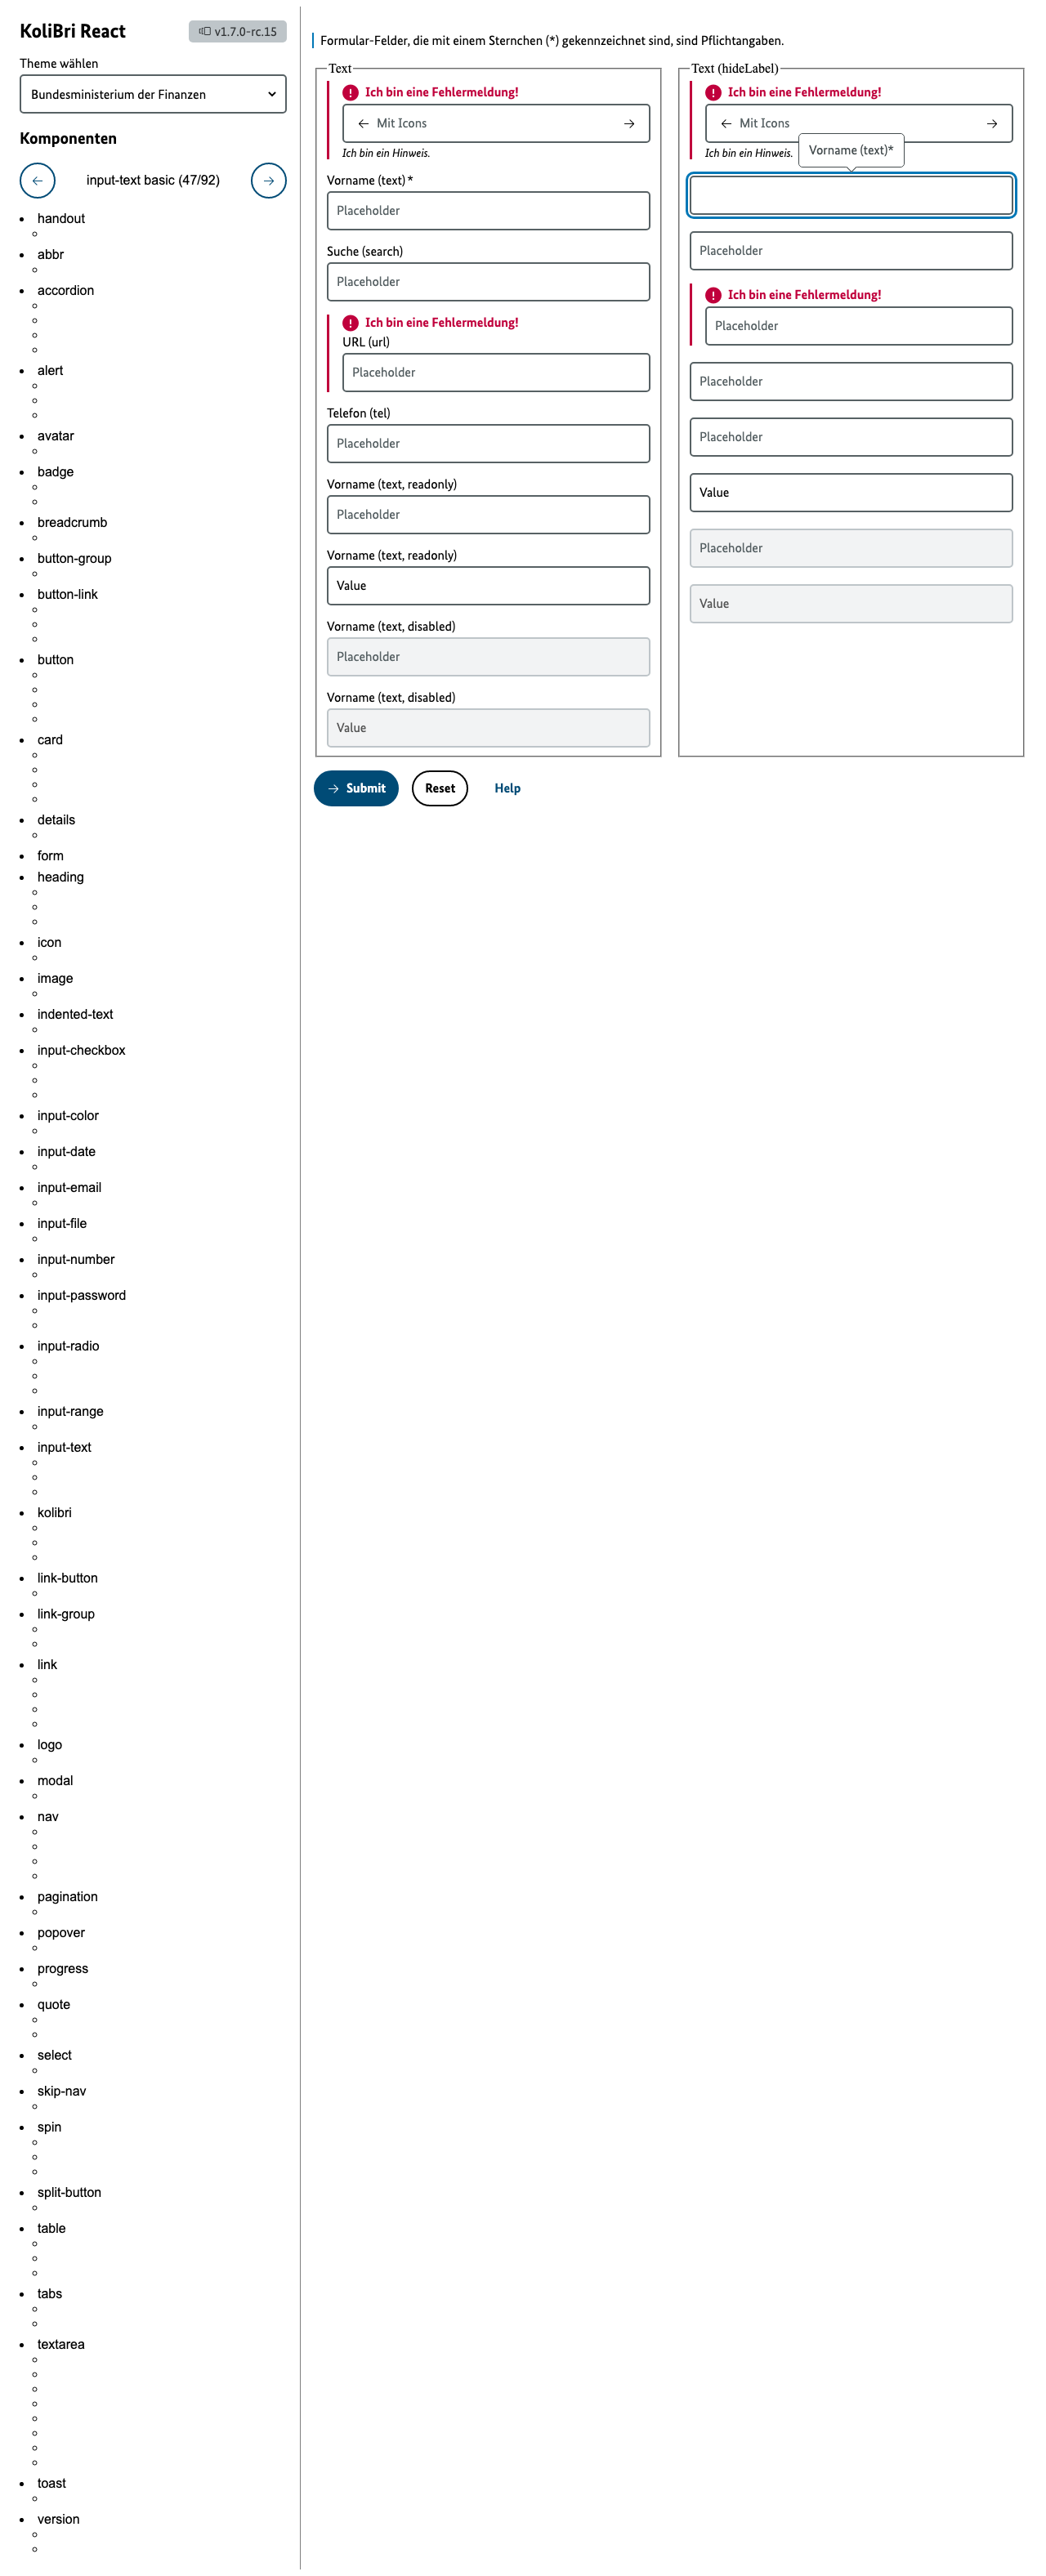 KoliBri React
v1.7.0-rc.15
Theme wählen
Bundesministerium der Finanzen
Komponenten
input-text basic (47/92)
handout
abbr
accordion
alert
avatar
badge
breadcrumb
button-group
button-link
button
card
details
form
heading
icon
image
indented-text
input-checkbox
input-color
input-date
input-email
input-file
input-number
input-password
input-radio
input-range
input-text
kolibri
link-button
link-group
link
logo
modal
nav
pagination
popover
progress
quote
select
skip-nav
spin
split-button
table
tabs
textarea
toast
version
Formular-Felder, die mit einem Sternchen (*) gekennzeichnet sind, sind Pflichtangaben.
Text
Ich bin eine Fehlermeldung!
Mit Icons
Ich bin ein Hinweis.
Vorname (text) *
Placeholder
Suche (search)
Placeholder
Ich bin eine Fehlermeldung!
URL (url)
Placeholder
Telefon (tel)
Placeholder
Vorname (text, readonly)
Placeholder
Vorname (text, readonly)
Value
Vorname (text, disabled)
Placeholder
Vorname (text, disabled)
Value
Text (hideLabel)
Ich bin eine Fehlermeldung!
Mit Icons
Ich bin ein Hinweis.
Vorname (text)*
Placeholder
Ich bin eine Fehlermeldung!
Placeholder
Placeholder
Placeholder
Value
Placeholder
Value
Submit
Reset
Help